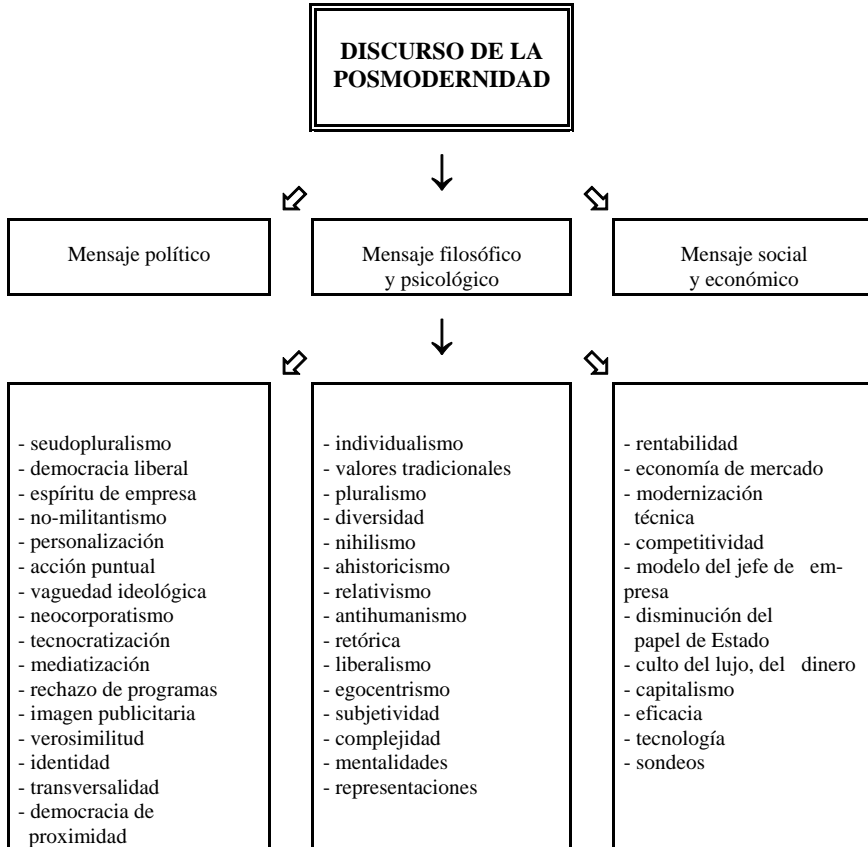 DISCURSO DE LA
POSMODERNIDAD
Mensaje político
Mensaje filosófico
y psicológico
Mensaje social
y económico
- seudopluralismo
- democracia liberal
- espíritu de empresa
- no-militantismo
- personalización
- acción puntual
- vaguedad ideológica
- neocorporatismo
- tecnocratización
- mediatización
- rechazo de programas
- imagen publicitaria
- verosimilitud
- identidad
- transversalidad
- democracia de
proximidad
- individualismo
- valores tradicionales
- pluralismo
- diversidad
- nihilismo
- ahistoricismo
- relativismo
- antihumanismo
- retórica
- liberalismo
- egocentrismo
- subjetividad
- complejidad
- mentalidades
- representaciones
- rentabilidad
- economía de mercado
- modernización
técnica
- competitividad
- modelo del jefe de em-
presa
- disminución del
papel de Estado
- culto del lujo, del dinero
- capitalismo
- eficacia
- tecnología
- sondeos